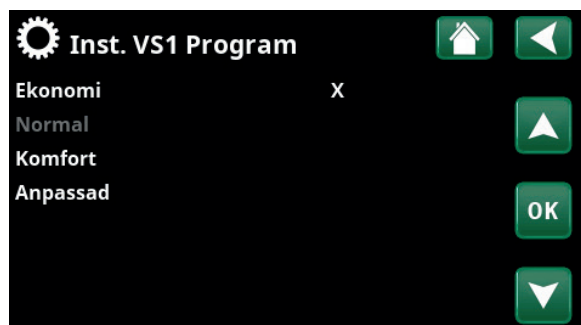 Inst. VS1 Program
Ekonomi X
Normal
Komfort
Anpassad
OK